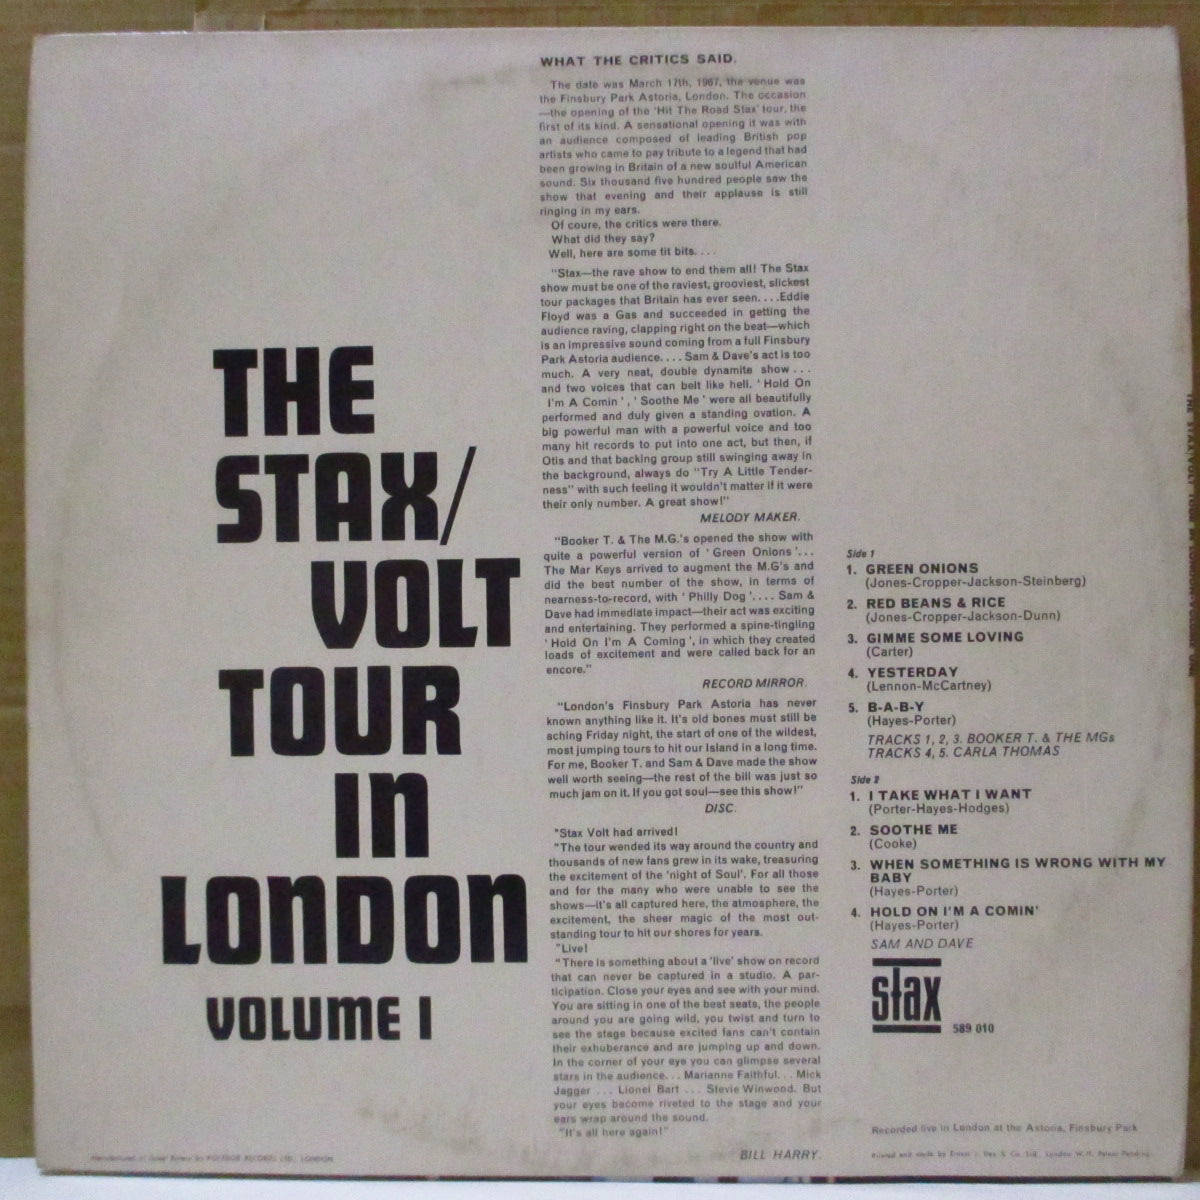 THE
STAX/
VOLT
TOUR
IN
LONDON
VOLUME I
WHAT THE CRITICS SAID.
The date was March 17th, 1967, the venue was
the Finsbury Park Astoria, London. The occasion
—the opening of the 'Hit The Road Stax' tour, the
first of its kind. A sensational opening it was with
an audience composed of leading British pop
artists who came to pay tribute to a legend that had
been growing in Britain of a new soulful American
sound. Six thousand five hundred people saw the
show that evening and their applause is still
ringing in my ears.
Of coure, the critics were there.
What did they say?
Well, here are some tit bits....
"Stax—the rave show to end them all! The Stax
show must be one of the raviest, grooviest, slickest
tour packages that Britain has ever seen....Eddie
Floyd was a Gas and succeeded in getting the
audience raving, clapping right on the beat—which
is an impressive sound coming from a full Finsbury
Park Astoria audience.... Sam & Dave's act is too
much. A very neat, double dynamite show...
and two voices that can belt like hell. 'Hold On
I'm A Comin', 'Soothe Me' were all beautifully
performed and duly given a standing ovation. A
big powerful man with a powerful voice and too
many hit records to put into one act, but then, if
Otis and that backing group still swinging away in
the background, always do "Try A Little Tender-
ness" with such feeling it wouldn't matter if it were
their only number. A great show!"
MELODY MAKER.
"Booker T. & The M.G.'s opened the show with
quite a powerful version of 'Green Onions'...
The Mar Keys arrived to augment the M.G's and
did the best number of the show, in terms of
nearness-to-record, with 'Philly Dog'.... Sam &
Dave had immediate impact—their act was exciting
and entertaining. They performed a spine-tingling
'Hold On I'm A Coming', in which they created
loads of excitement and were called back for an
encore."
RECORD MIRROR.
"London's Finsbury Park Astoria has never
known anything like it. It's old bones must still be
aching Friday night, the start of one of the wildest,
most jumping tours to hit our Island in a long time.
For me, Booker T. and Sam & Dave made the show
well worth seeing—the rest of the bill was just so
much jam on it. If you got soul—see this show!"
DISC.
"Stax Volt had arrived!
"The tour wended its way around the country and
thousands of new fans grew in its wake, treasuring
the excitement of the 'night of Soul'. For all those
and for the many who were unable to see the
shows—it's all captured here, the atmosphere, the
excitement, the sheer magic of the most out-
standing tour to hit our shores for years.
"Live!
"There is something about a 'live' show on record
that can never be captured in a studio. A par-
ticipation. Close your eyes and see with your mind.
You are sitting in one of the best seats, the people
around you are going wild, you twist and turn to
see the stage because excited fans can't contain
their exhuberance and are jumping up and down.
In the corner of your eye you can glimpse several
stars in the audience... Marianne Faithful... Mick
Jagger ... Lionel Bart ... Stevie Winwood. But
your eyes become riveted to the stage and your
ears wrap around the sound.
"It's all here again!"
BILL HARRY.
Side 1
1. GREEN ONIONS
(Jones-Cropper-Jackson-Steinberg)
2. RED BEANS & RICE
(Jones-Cropper-Jackson-Dunn)
3. GIMME SOME LOVING
(Carter)
4. YESTERDAY
(Lennon-McCartney)
5. B-A-B-Y
(Hayes-Porter)
TRACKS 1, 2, 3. BOOKER T. & THE MGs
TRACKS 4, 5. CARLA THOMAS
Side 2
1. I TAKE WHAT I WANT
(Porter-Hayes-Hodges)
2. SOOTHE ME
(Cooke)
3. WHEN SOMETHING IS WRONG WITH MY
BABY
(Hayes-Porter)
4. HOLD ON I'M A COMIN'
(Hayes-Porter)
SAM AND DAVE
stax
589 010
Recorded live in London at the Astoria, Finsbury Park
Printed and made by Ernest J. Day & Co. Ltd., London W.H. Patent Pending.
Manufactured in Great Britain by POLYDOR RECORDS LTD., LONDON.